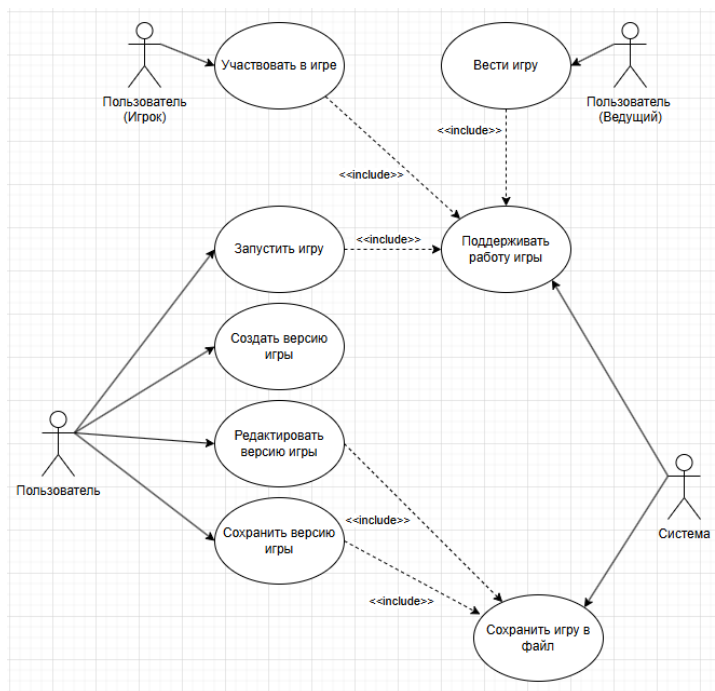 Участвовать в игре
Вести игру
Пользователь
(Игрок)
Пользователь
(Ведущий)
<<include>>
<<include>>
Запустить игру
<<include>>
Поддерживать
работу игры
Создать версию
игры
Редактировать
версию игры
Пользователь
<<include>>
Сохранить версию
игры
Система
<<include>>
Сохранить игру в
файл